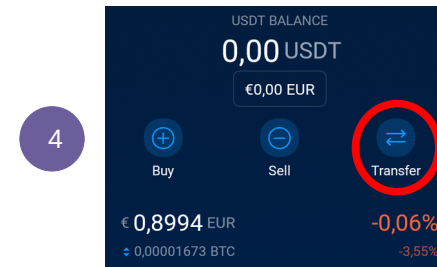 USDT BALANCE
0,00 USDT
€0,00 EUR
4
Buy Sell Transfer
€ 0,8994 EUR -0,06%
0,00001673 BTC -3,55%